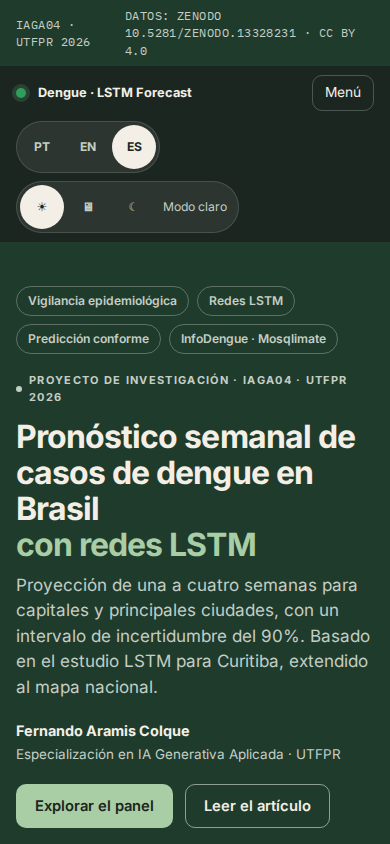 IAGA04 ·
UTFPR 2026
DATOS: ZENODO
10.5281/ZENODO.13328231 · CC BY
4.0
Dengue · LSTM Forecast
Menú
PT EN ES
Modo claro
Vigilancia epidemiológica
Redes LSTM
Predicción conforme
InfoDengue · Mosqlimate
PROYECTO DE INVESTIGACIÓN · IAGA04 · UTFPR
2026
Pronóstico semanal de
casos de dengue en
Brasil
con redes LSTM
Proyección de una a cuatro semanas para
capitales y principales ciudades, con un
intervalo de incertidumbre del 90%. Basado
en el estudio LSTM para Curitiba, extendido
al mapa nacional.
Fernando Aramis Colque
Especialización en IA Generativa Aplicada · UTFPR
Explorar el panel
Leer el artículo